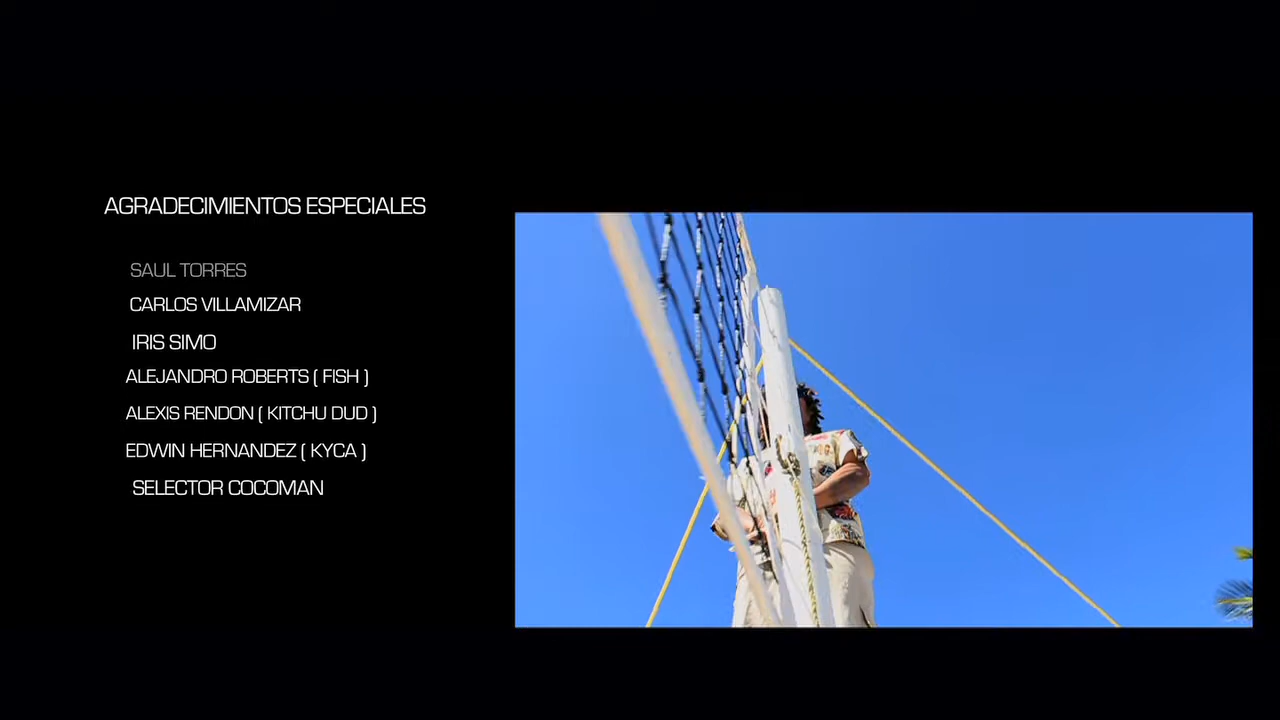 AGRADECIMIENTOS ESPECIALES
SAUL TORRES
CARLOS VILLAMIZAR
IRIS SIMO
ALEJANDRO ROBERTS ( FISH )
ALEXIS RENDON ( KITCHU DUD )
EDWIN HERNANDEZ ( KYCA )
SELECTOR COCOMAN